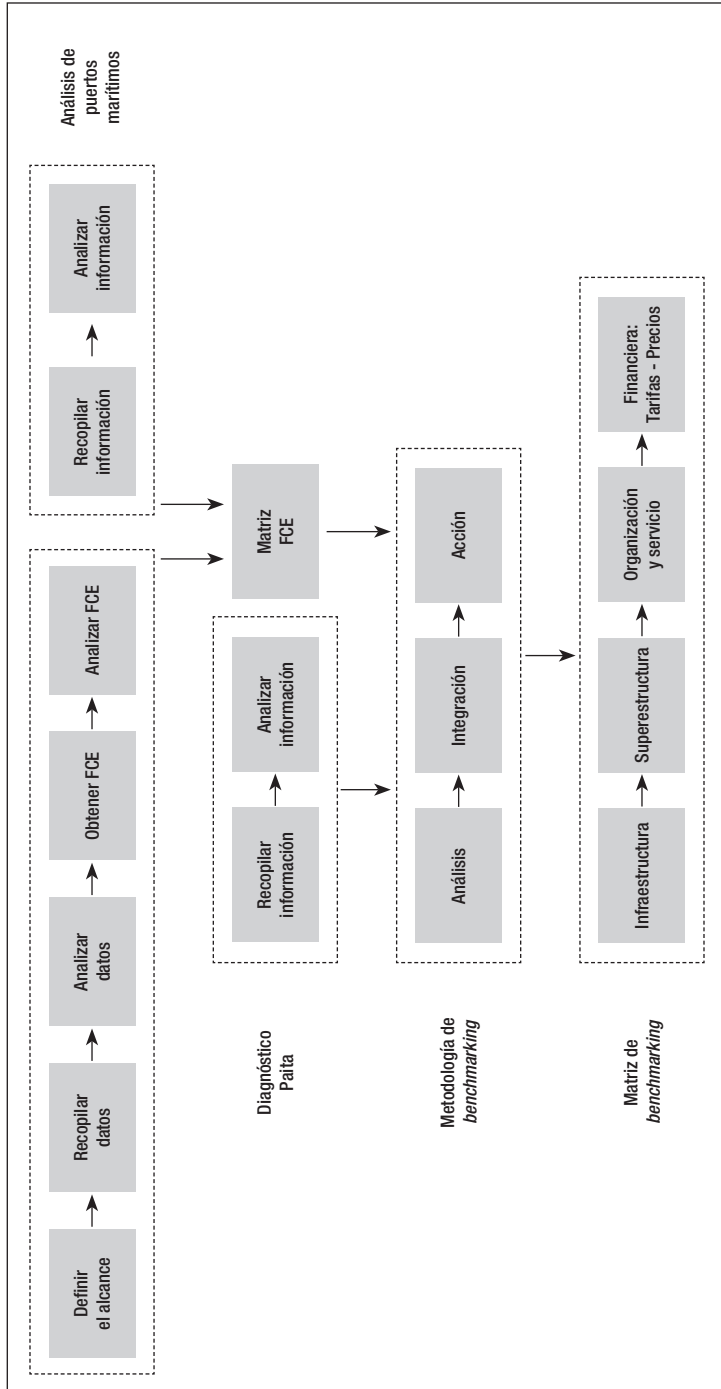 Definir
el alcance
Recopilar
datos
Analizar
datos
Obtener FCE
Analizar FCE
Recopilar
información
Analizar
información
Análisis de
puertos
marítimos
Diagnóstico
Paita
Recopilar
información
Analizar
información
Matriz
FCE
Metodología de
benchmarking
Análisis
Integración
Acción
Matriz de
benchmarking
Infraestructura
Superestructura
Organización
y servicio
Financiera:
Tarifas - Precios